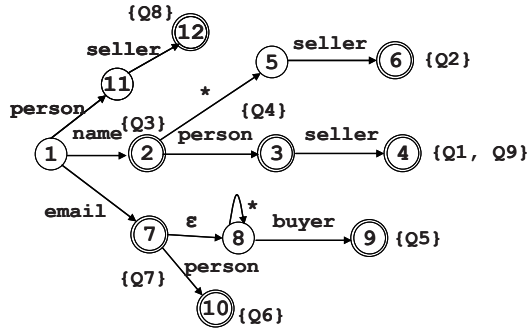 {Q8}
12
seller
11
person
5
seller
6
{Q2}
*
{Q4}
name
{Q3}
person
seller
1
2
3
4
{Q1, Q9}
email
*
ε
buyer
7
8
9
{Q5}
person
{Q7}
10
{Q6}